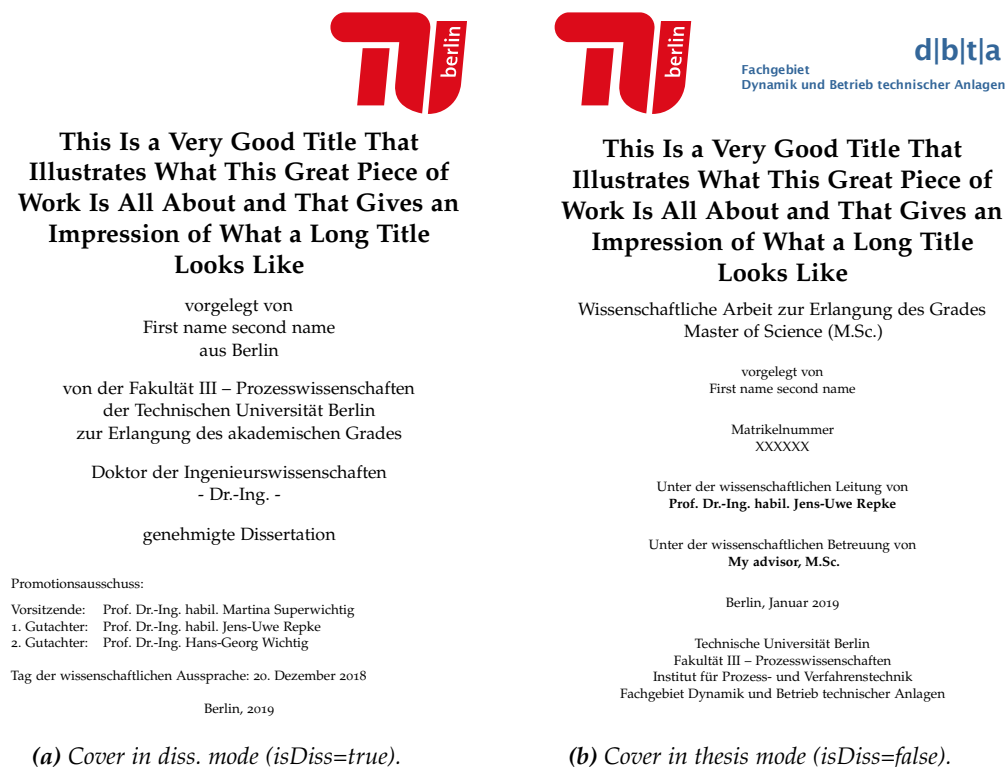 berlin
This Is a Very Good Title That
Illustrates What This Great Piece of
Work Is All About and That Gives an
Impression of What a Long Title
Looks Like
vorgelegt von
First name second name
aus Berlin
von der Fakultät III – Prozesswissenschaften
der Technischen Universität Berlin
zur Erlangung des akademischen Grades
Doktor der Ingenieurswissenschaften
- Dr.-Ing. -
genehmigte Dissertation
Promotionsausschuss:
Vorsitzende: Prof. Dr.-Ing. habil. Martina Superwichtig
1. Gutachter: Prof. Dr.-Ing. habil. Jens-Uwe Repke
2. Gutachter: Prof. Dr.-Ing. Hans-Georg Wichtig
Tag der wissenschaftlichen Aussprache: 20. Dezember 2018
Berlin, 2019
(a) Cover in diss. mode (isDiss=true).
berlin
d|b|t|a
Fachgebiet
Dynamik und Betrieb technischer Anlagen
This Is a Very Good Title That
Illustrates What This Great Piece of
Work Is All About and That Gives an
Impression of What a Long Title
Looks Like
Wissenschaftliche Arbeit zur Erlangung des Grades
Master of Science (M.Sc.)
vorgelegt von
First name second name
Matrikelnummer
XXXXXX
Unter der wissenschaftlichen Leitung von
Prof. Dr.-Ing. habil. Jens-Uwe Repke
Unter der wissenschaftlichen Betreuung von
My advisor, M.Sc.
Berlin, Januar 2019
Technische Universität Berlin
Fakultät III – Prozesswissenschaften
Institut für Prozess- und Verfahrenstechnik
Fachgebiet Dynamik und Betrieb technischer Anlagen
(b) Cover in thesis mode (isDiss=false).